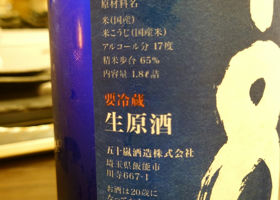 原材料名
米(国産)
米こうじ(国産米)
アルコール分 17度
精米歩合 65%
内容量 1.8ℓ詰
要冷蔵
生原酒
五十嵐酒造株式会社
埼玉県飯能市
川寺667-1
お酒は20歳に